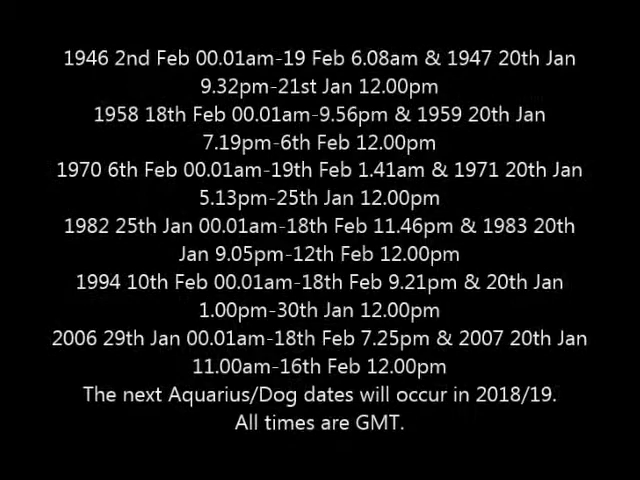 1946 2nd Feb 00.01am-19 Feb 6.08am & 1947 20th Jan
9.32pm-21st Jan 12.00pm
1958 18th Feb 00.01am-9.56pm & 1959 20th Jan
7.19pm-6th Feb 12.00pm
1970 6th Feb 00.01am-19th Feb 1.41am & 1971 20th Jan
5.13pm-25th Jan 12.00pm
1982 25th Jan 00.01am-18th Feb 11.46pm & 1983 20th
Jan 9.05pm-12th Feb 12.00pm
1994 10th Feb 00.01am-18th Feb 9.21pm & 20th Jan
1.00pm-30th Jan 12.00pm
2006 29th Jan 00.01am-18th Feb 7.25pm & 2007 20th Jan
11.00am-16th Feb 12.00pm
The next Aquarius/Dog dates will occur in 2018/19.
All times are GMT.